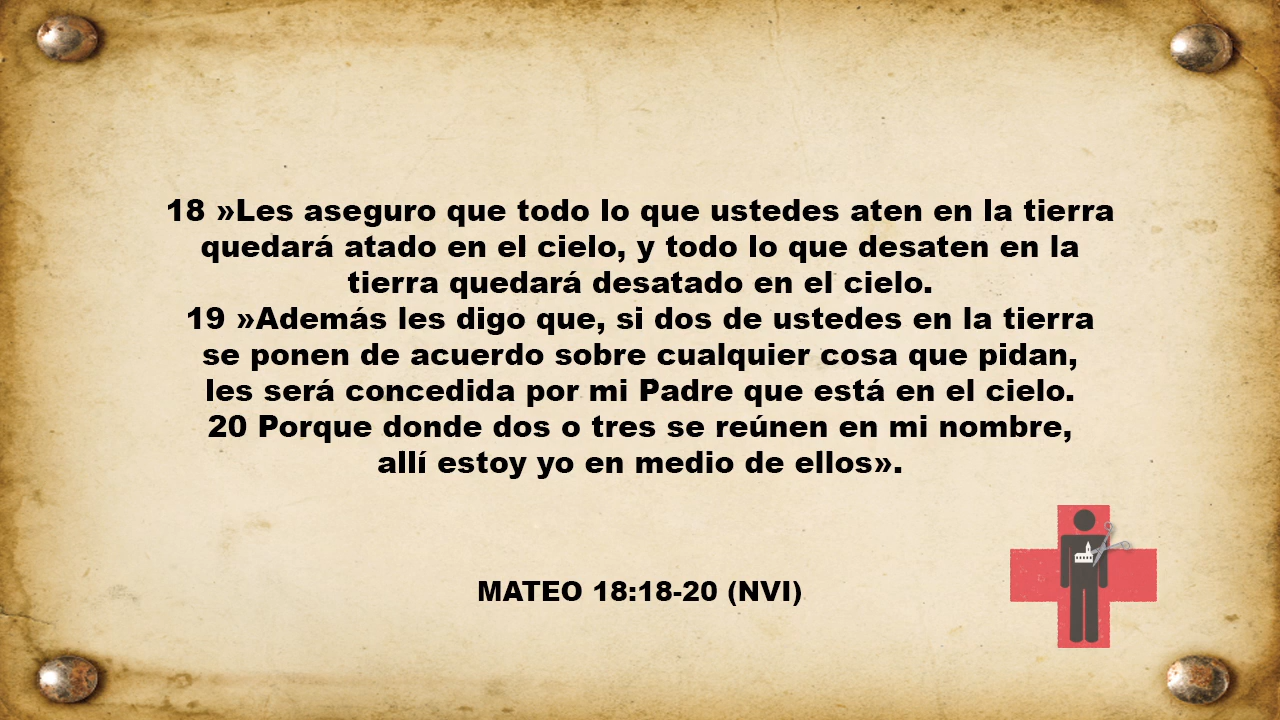 18 »Les aseguro que todo lo que ustedes aten en la tierra
quedará atado en el cielo, y todo lo que desaten en la
tierra quedará desatado en el cielo.
19 »Además les digo que, si dos de ustedes en la tierra
se ponen de acuerdo sobre cualquier cosa que pidan,
les será concedida por mi Padre que está en el cielo.
20 Porque donde dos o tres se reúnen en mi nombre,
allí estoy yo en medio de ellos».
MATEO 18:18-20 (NVI)